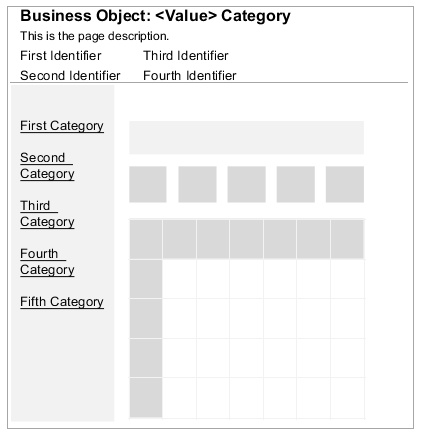 Business Object: <Value> Category
This is the page description.
First Identifier Third Identifier
Second Identifier Fourth Identifier
First Category
Second
Category
Third
Category
Fourth
Category
Fifth Category